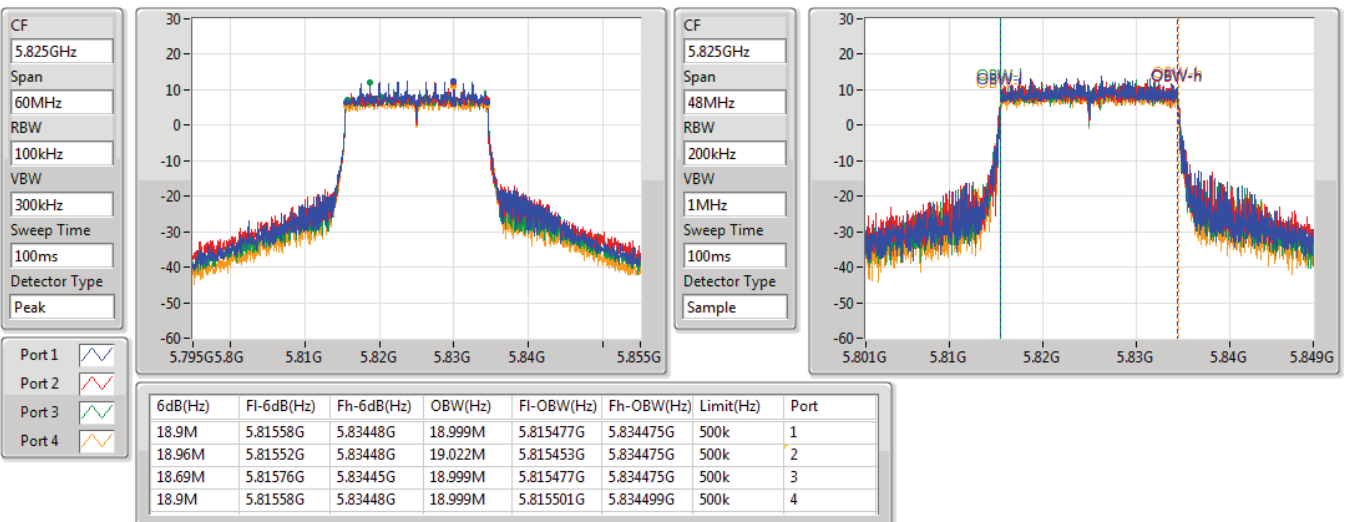 CF
5.825GHz
Span
60MHz
RBW
100kHz
VBW
300kHz
Sweep Time
100ms
Detector Type
Peak
30
20
10
0
-10
-20
-30
-40
-50
-60
5.795G 5.8G 5.81G 5.82G 5.83G 5.84G 5.855G
CF
5.825GHz
Span
48MHz
RBW
200kHz
VBW
1MHz
Sweep Time
100ms
Detector Type
Sample
30
20
10
0
-10
-20
-30
-40
-50
-60
OBW-l OBW-h
5.801G 5.81G 5.82G 5.83G 5.84G 5.849G
Port 1
Port 2
Port 3
Port 4
6dB(Hz) Fl-6dB(Hz) Fh-6dB(Hz) OBW(Hz) Fl-OBW(Hz) Fh-OBW(Hz) Limit(Hz) Port
18.9M 5.81558G 5.83448G 18.999M 5.815477G 5.834475G 500k 1
18.96M 5.81552G 5.83448G 19.022M 5.815453G 5.834475G 500k 2
18.69M 5.81576G 5.83445G 18.999M 5.815477G 5.834475G 500k 3
18.9M 5.81558G 5.83448G 18.999M 5.815501G 5.834499G 500k 4